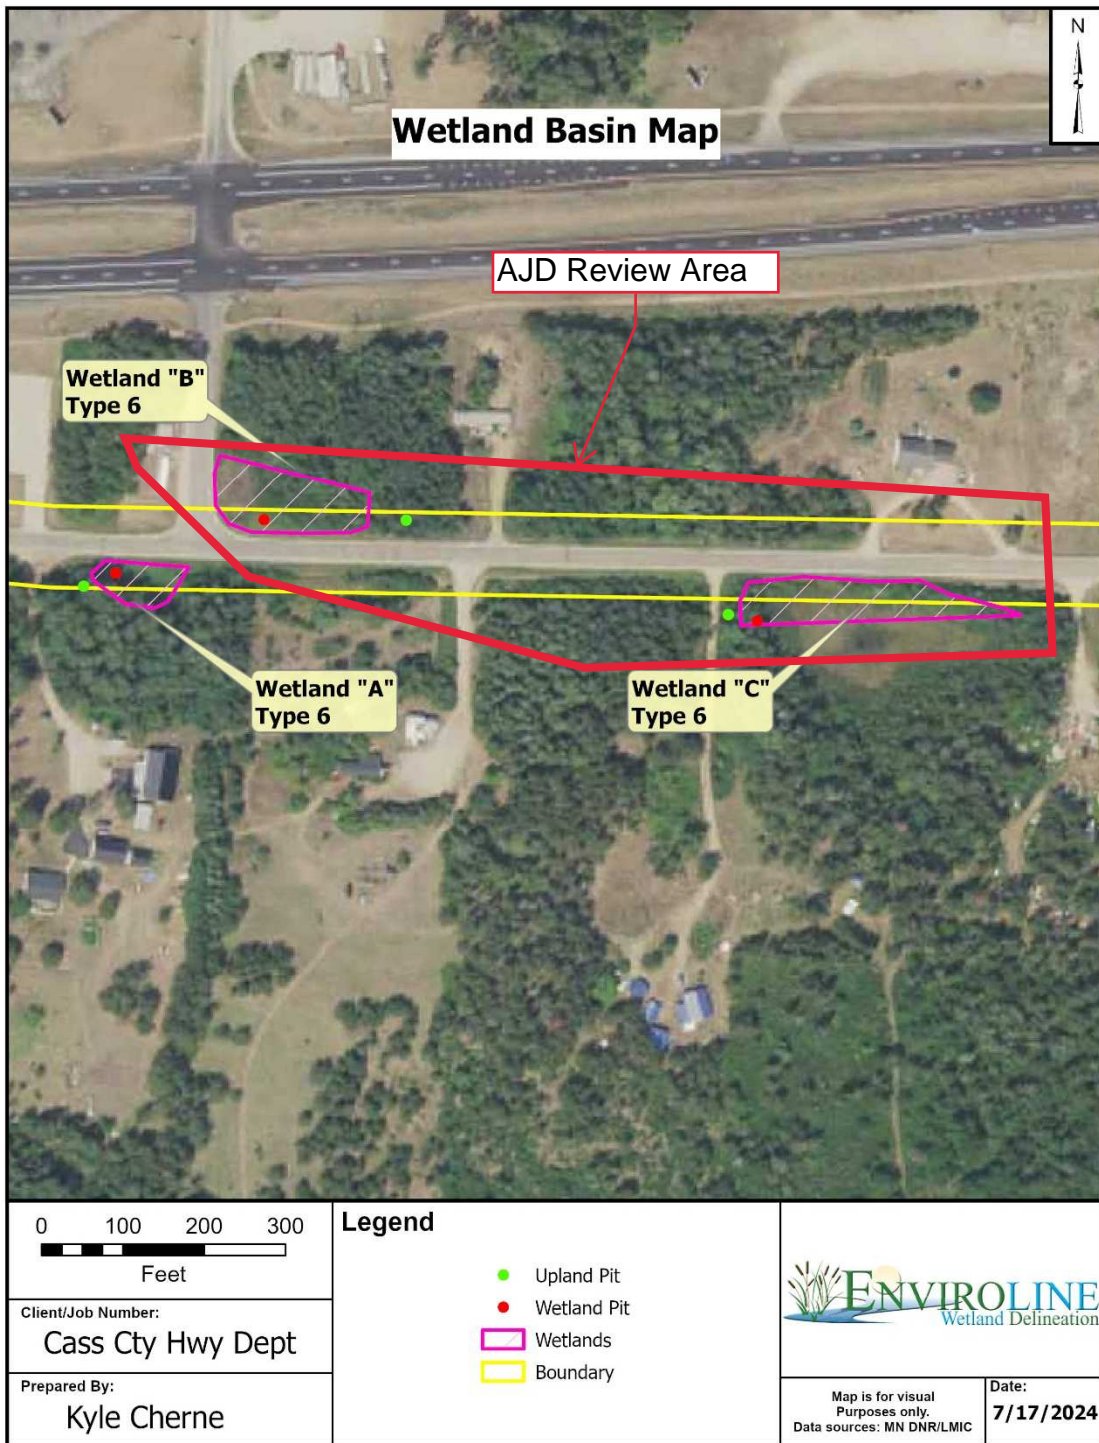 N
Wetland Basin Map
AJD Review Area
Wetland "B"
Type 6
Wetland "A"
Type 6
Wetland "C"
Type 6
0 100 200 300
Feet
Client/Job Number:
Cass Cty Hwy Dept
Prepared By:
Kyle Cherne
Legend
Upland Pit
Wetland Pit
Wetlands
Boundary
ENVIROLINE
Wetland Delineation
Map is for visual
Purposes only.
Data sources: MN DNR/LMIC
Date:
7/17/2024